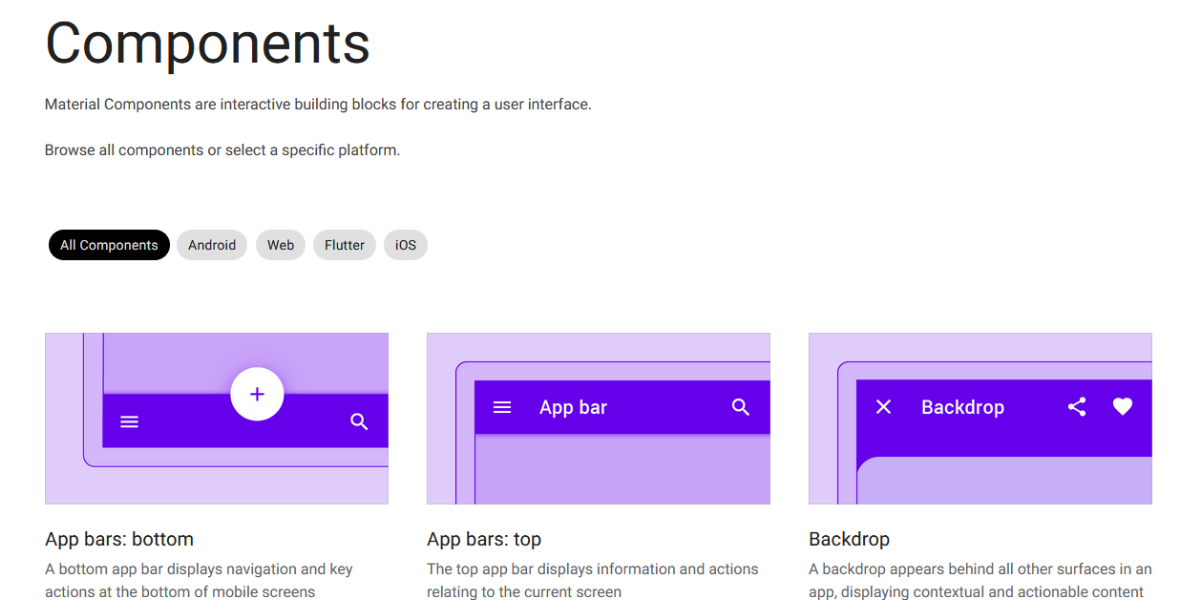 Components
Material Components are interactive building blocks for creating a user interface.
Browse all components or select a specific platform.
All Components Android Web Flutter iOS
App bar
Backdrop
App bars: bottom
A bottom app bar displays navigation and key
actions at the bottom of mobile screens
App bars: top
The top app bar displays information and actions
relating to the current screen
Backdrop
A backdrop appears behind all other surfaces in an
app, displaying contextual and actionable content